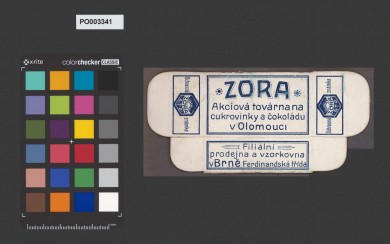 PO003341
x-rite
colorchecker CLASSIC
ZORA
Akciová továrna na
cukrovinky a čokoládu
v Olomouci
Filiální
prodejna a vzorkovna
v Brně Ferdinandská třída